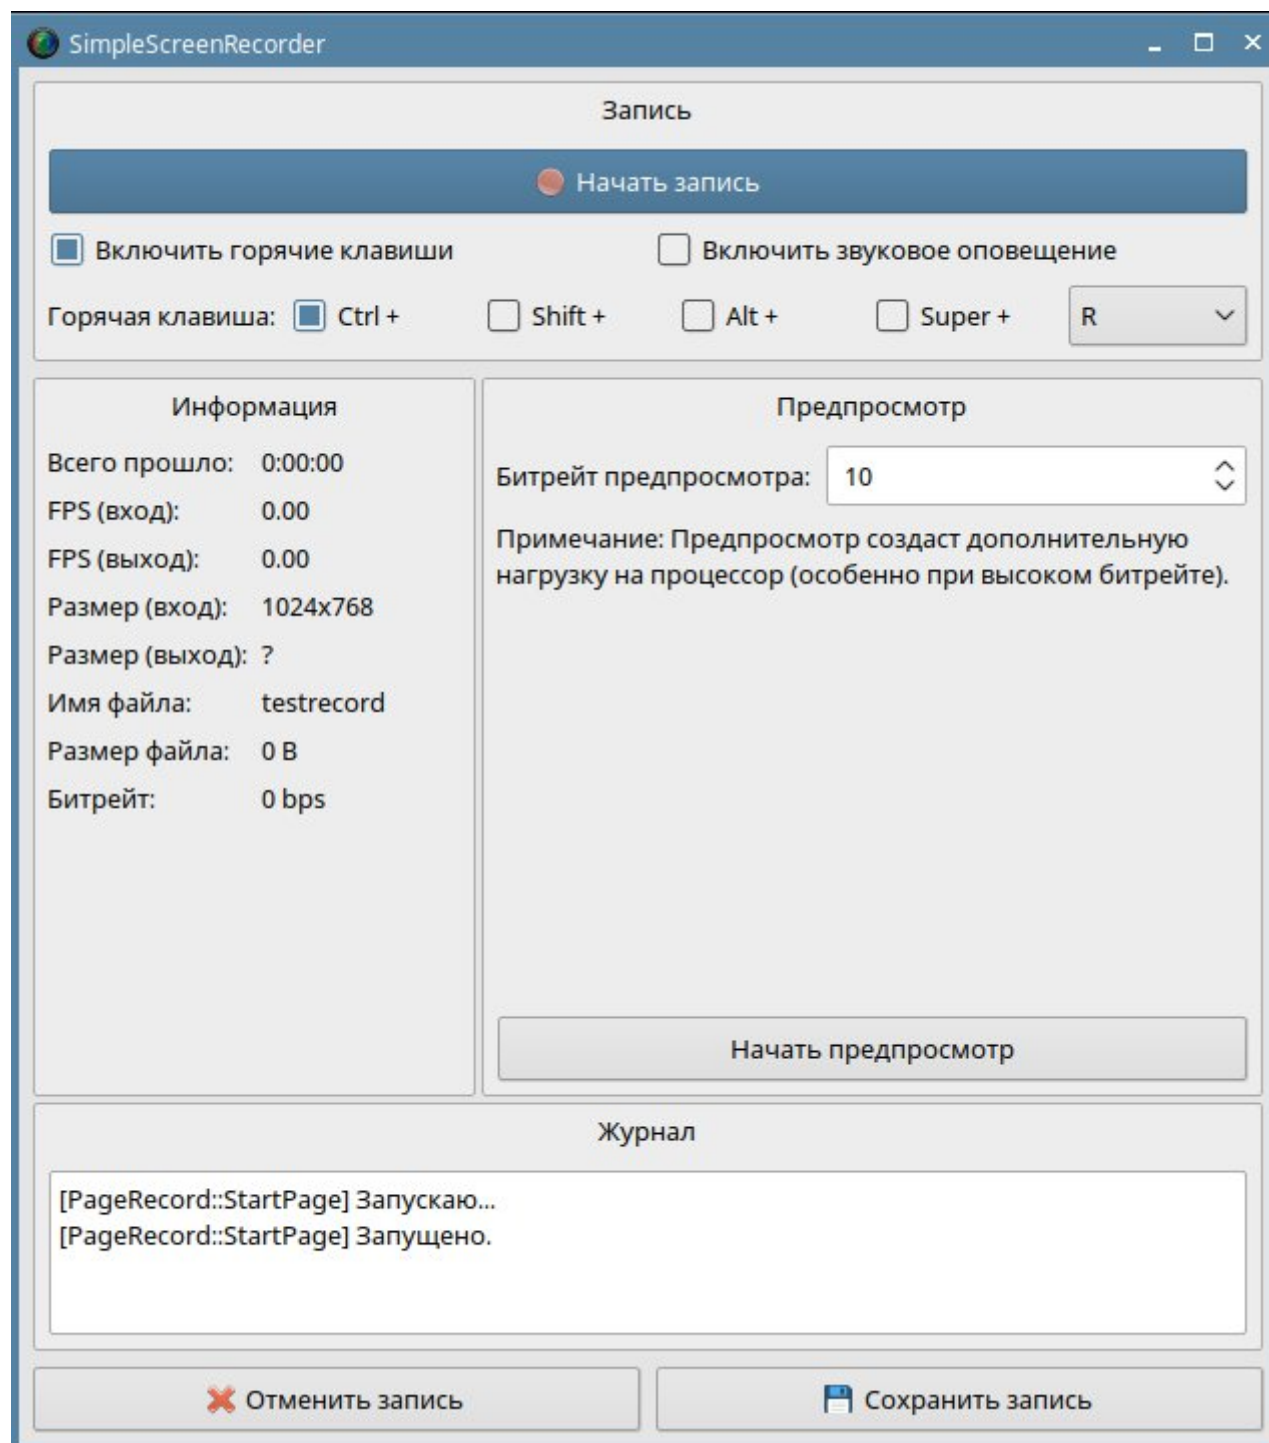 SimpleScreenRecorder
Запись
Начать запись
Включить горячие клавиши
Включить звуковое оповещение
Горячая клавиша: Ctrl + Shift + Alt + Super + R
Информация
Всего прошло: 0:00:00
FPS (вход): 0.00
FPS (выход): 0.00
Размер (вход): 1024x768
Размер (выход): ?
Имя файла: testrecord
Размер файла: 0 B
Битрейт: 0 bps
Предпросмотр
Битрейт предпросмотра: 10
Примечание: Предпросмотр создаст дополнительную
нагрузку на процессор (особенно при высоком битрейте).
Начать предпросмотр
Журнал
[PageRecord::StartPage] Запускаю...
[PageRecord::StartPage] Запущено.
Отменить запись
Сохранить запись